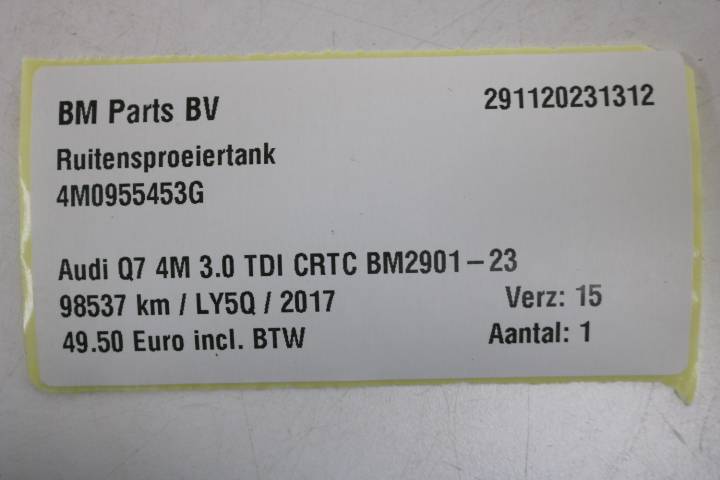 BM Parts BV 291120231312
Ruitensproeiertank
4M0955453G
Audi Q7 4M 3.0 TDI CRTC BM2901-23
98537 km / LY5Q / 2017 Verz: 15
49.50 Euro incl. BTW Aantal: 1